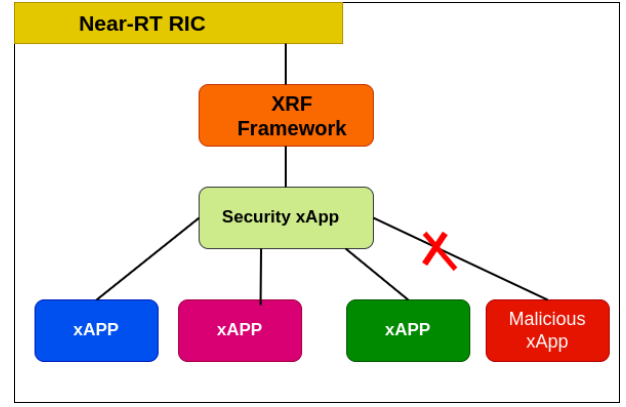 Near-RT RIC
XRF
Framework
Security xApp
xAPP
xAPP
xAPP
Malicious
xApp